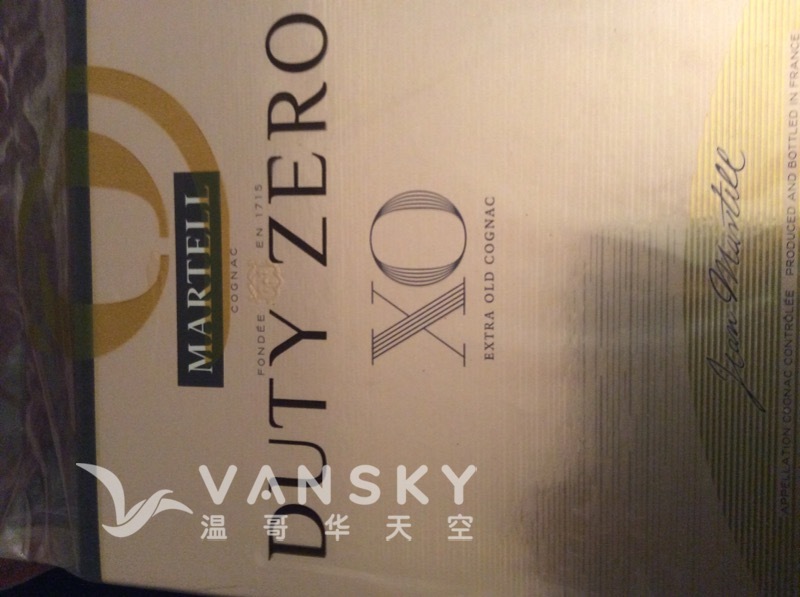 MARTELL
COGNAC
FONDÉE EN 1715
DUTY ZERO
XO
EXTRA OLD COGNAC
Jean Martell
APPELLATION COGNAC CONTRÔLÉE PRODUCED AND BOTTLED IN FRANCE
VANSKY
温哥华天空